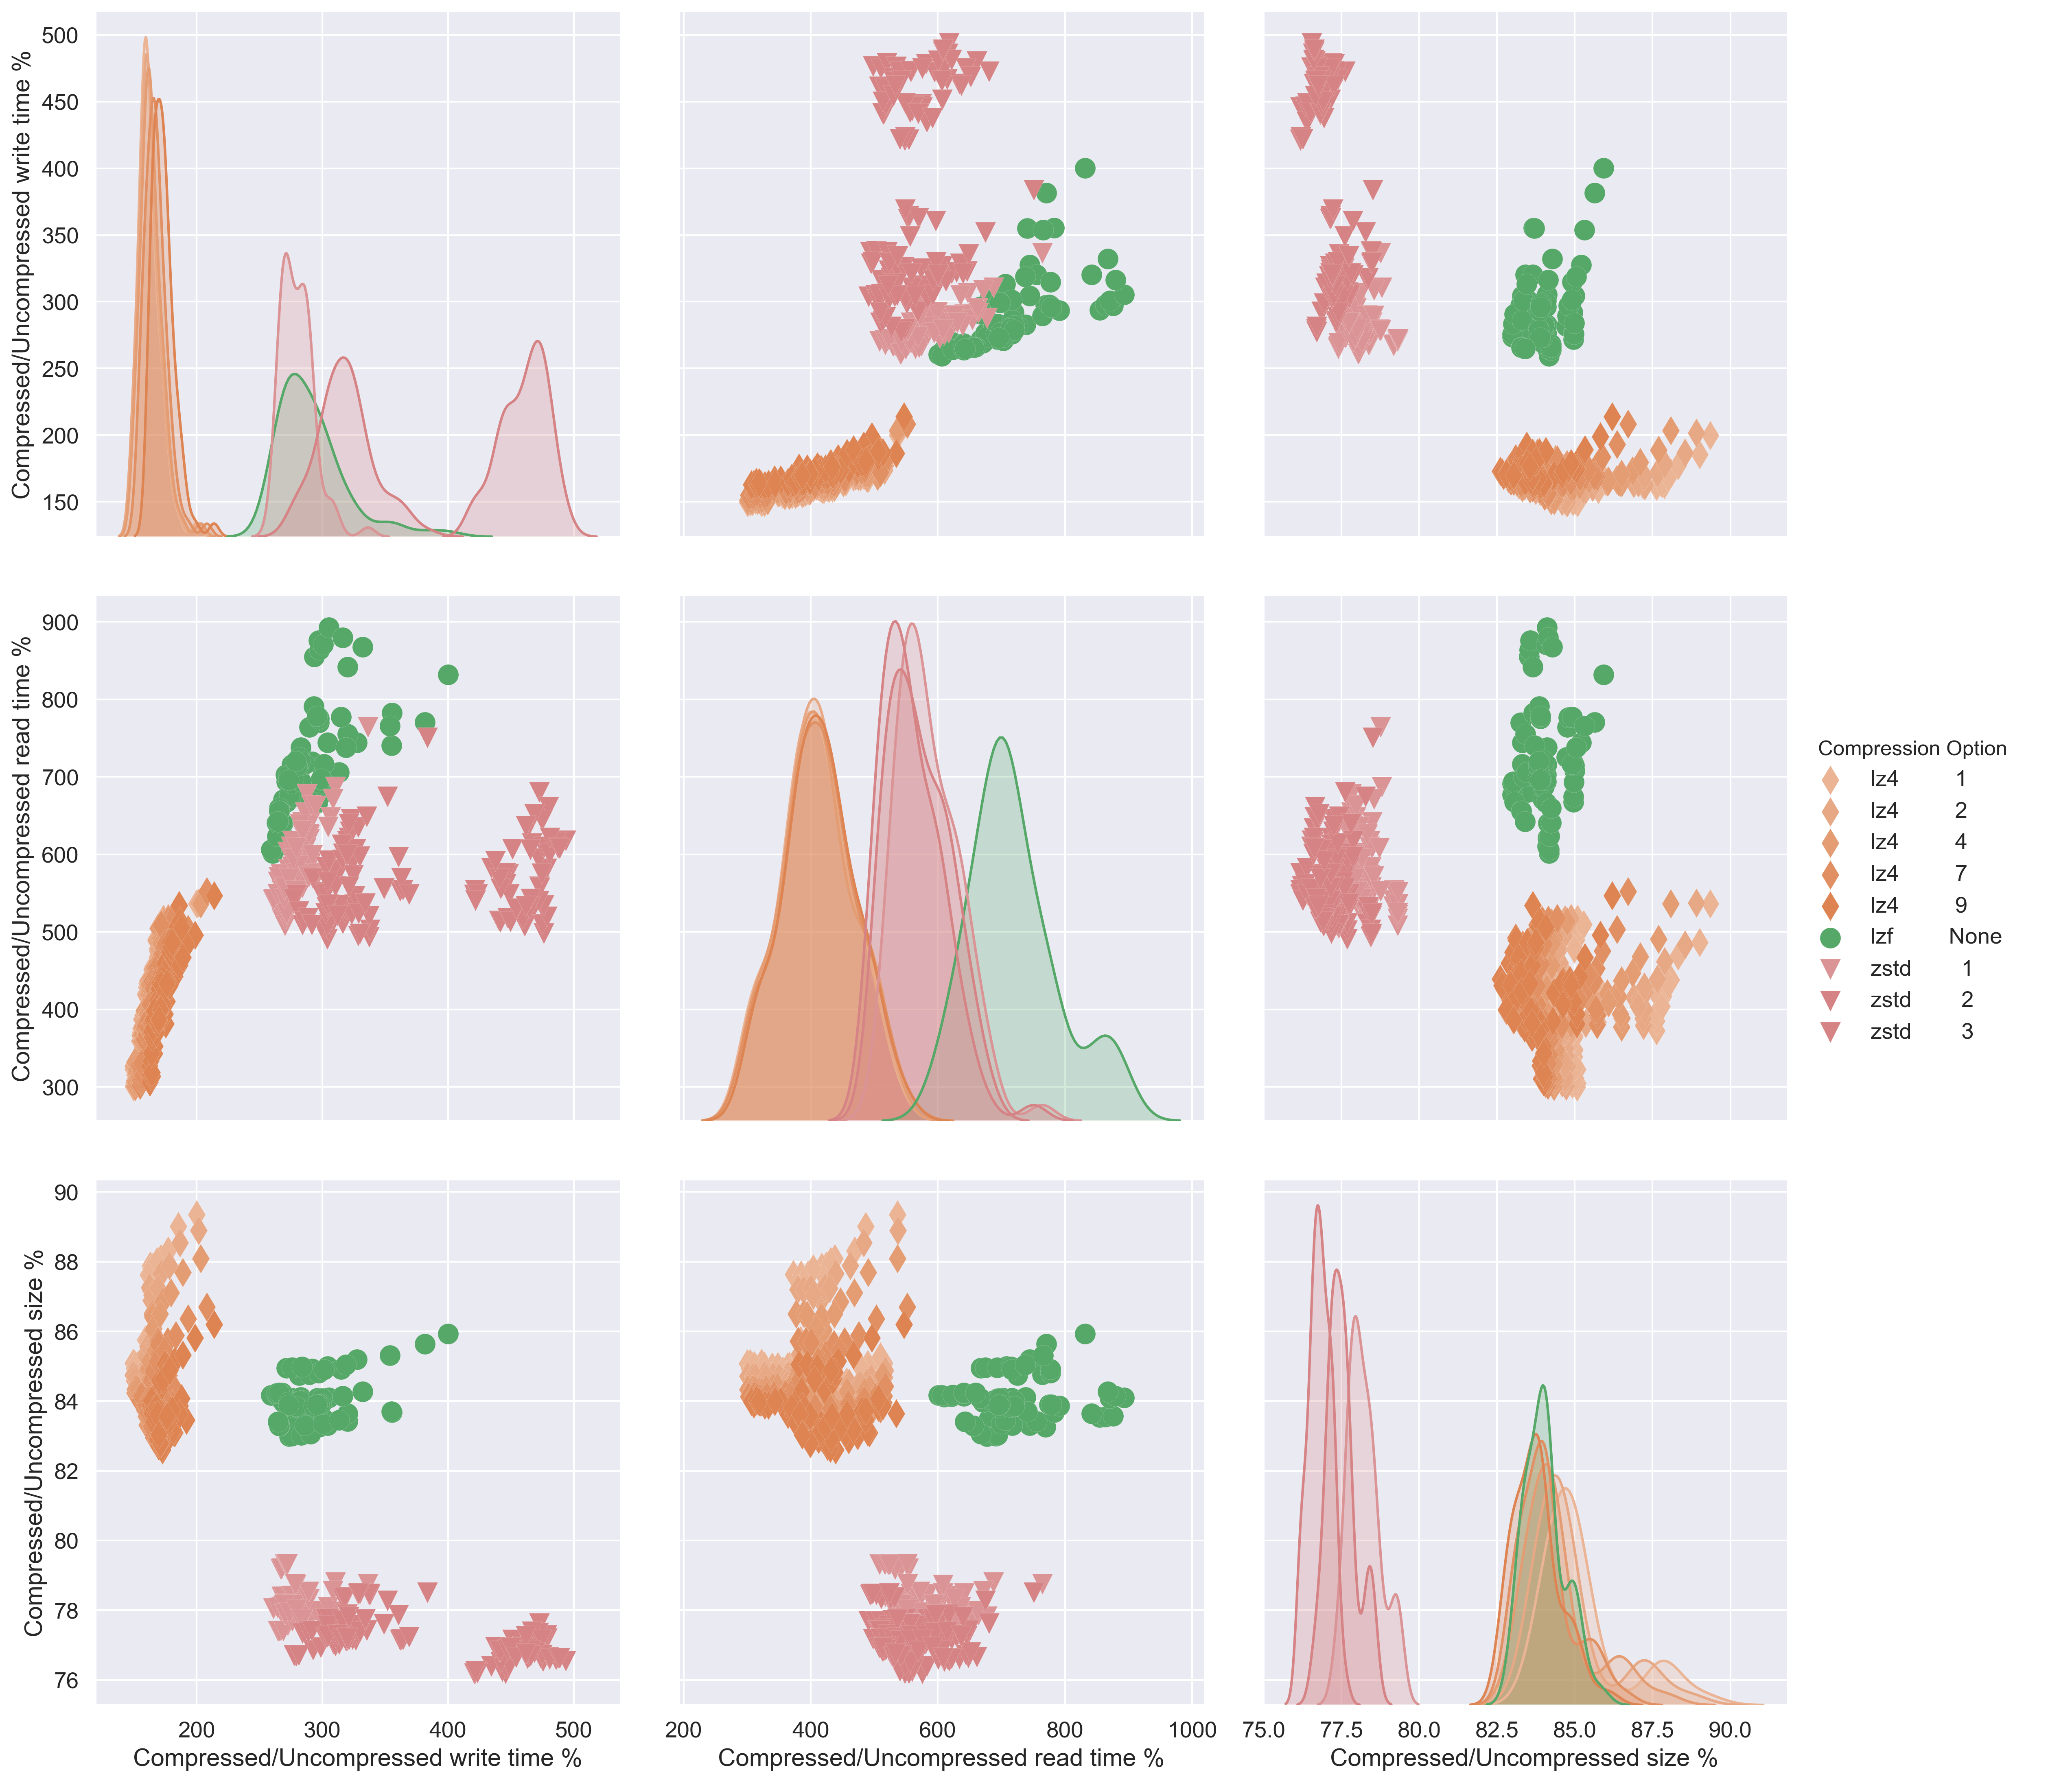 500
450
400
350
300
250
200
150
Compressed/Uncompressed write time %
900
800
700
600
500
400
300
Compressed/Uncompressed read time %
Compression Option
lz4 1
lz4 2
lz4 4
lz4 7
lz4 9
lzf None
zstd 1
zstd 2
zstd 3
90
88
86
84
82
80
78
76
Compressed/Uncompressed size %
200 300 400 500
Compressed/Uncompressed write time %
200 400 600 800 1000
Compressed/Uncompressed read time %
75.0 77.5 80.0 82.5 85.0 87.5 90.0
Compressed/Uncompressed size %